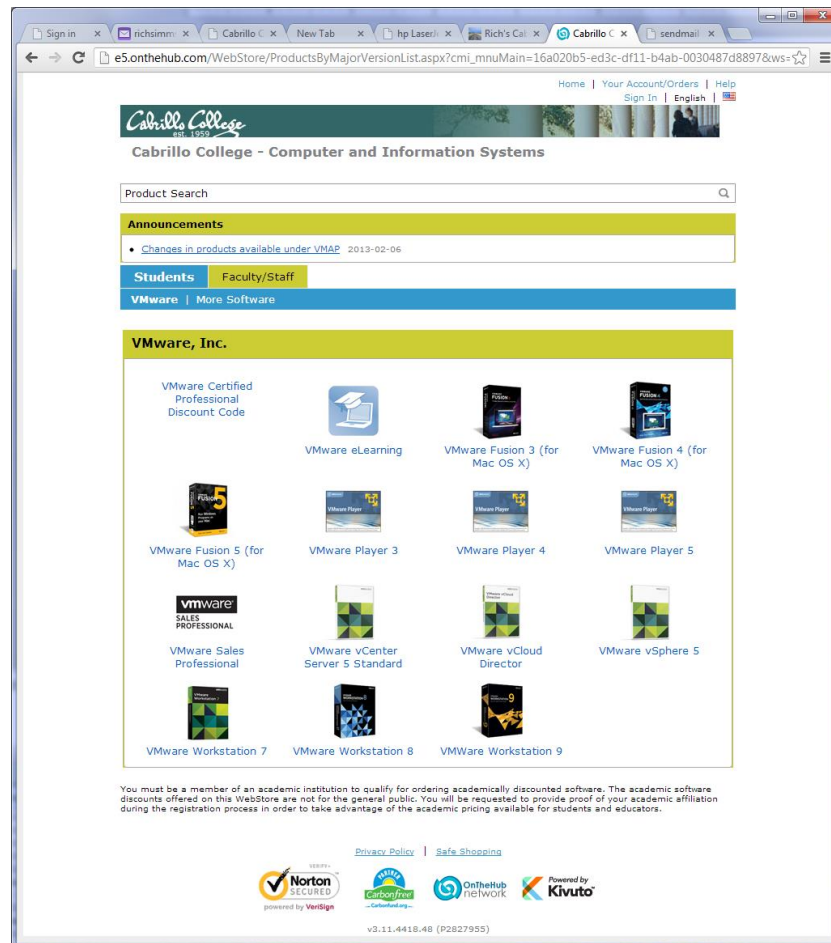 Sign in
richsimm
Cabrillo C
New Tab
hp LaserJe
Rich's Cab
Cabrillo C
sendmail
e5.onthehub.com/WebStore/ProductsByMajorVersionList.aspx?cmi_mnuMain=16a020b5-ed3c-df11-b4ab-0030487d8897&ws=
Home | Your Account/Orders | Help
Sign In | English |
Cabrillo College
est. 1959
Cabrillo College - Computer and Information Systems
Product Search
Announcements
• Changes in products available under VMAP 2013-02-06
Students Faculty/Staff
VMware | More Software
VMware, Inc.
VMware Certified
Professional
Discount Code
VMware eLearning
VMware Fusion 3 (for
Mac OS X)
VMware Fusion 4 (for
Mac OS X)
VMware Fusion 5 (for
Mac OS X)
VMware Player 3
VMware Player 4
VMware Player 5
vmware
SALES
PROFESSIONAL
VMware Sales
Professional
VMware vCenter
Server 5 Standard
VMware vCloud
Director
VMware vSphere 5
VMware Workstation 7
VMware Workstation 8
VMWare Workstation 9
You must be a member of an academic institution to qualify for ordering academically discounted software. The academic software
discounts offered on this WebStore are not for the general public. You will be requested to provide proof of your academic affiliation
during the registration process in order to take advantage of the academic pricing available for students and educators.
Privacy Policy | Safe Shopping
Norton
SECURED
powered by VeriSign
PARTNER
Carbonfree
Carbonfund.org
OnTheHub
network
Powered by
Kivuto
v3.11.4418.48 (P2827955)